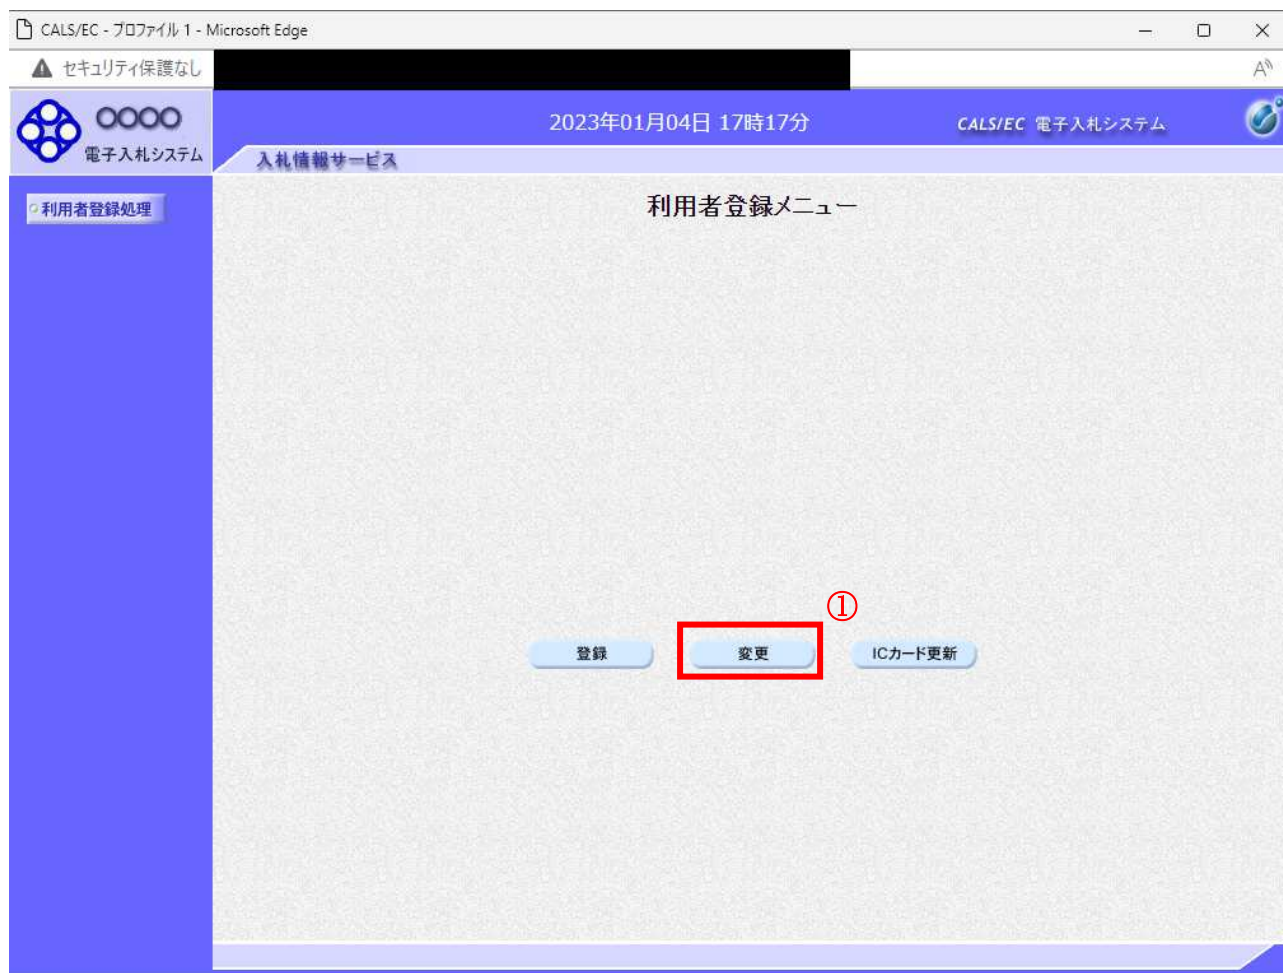 CALS/EC - プロファイル 1 - Microsoft Edge
セキュリティ保護なし
A
〇〇〇〇
電子入札システム
2023年01月04日 17時17分
CALS/EC 電子入札システム
入札情報サービス
利用者登録処理
利用者登録メニュー
①
登録 変更 ICカード更新